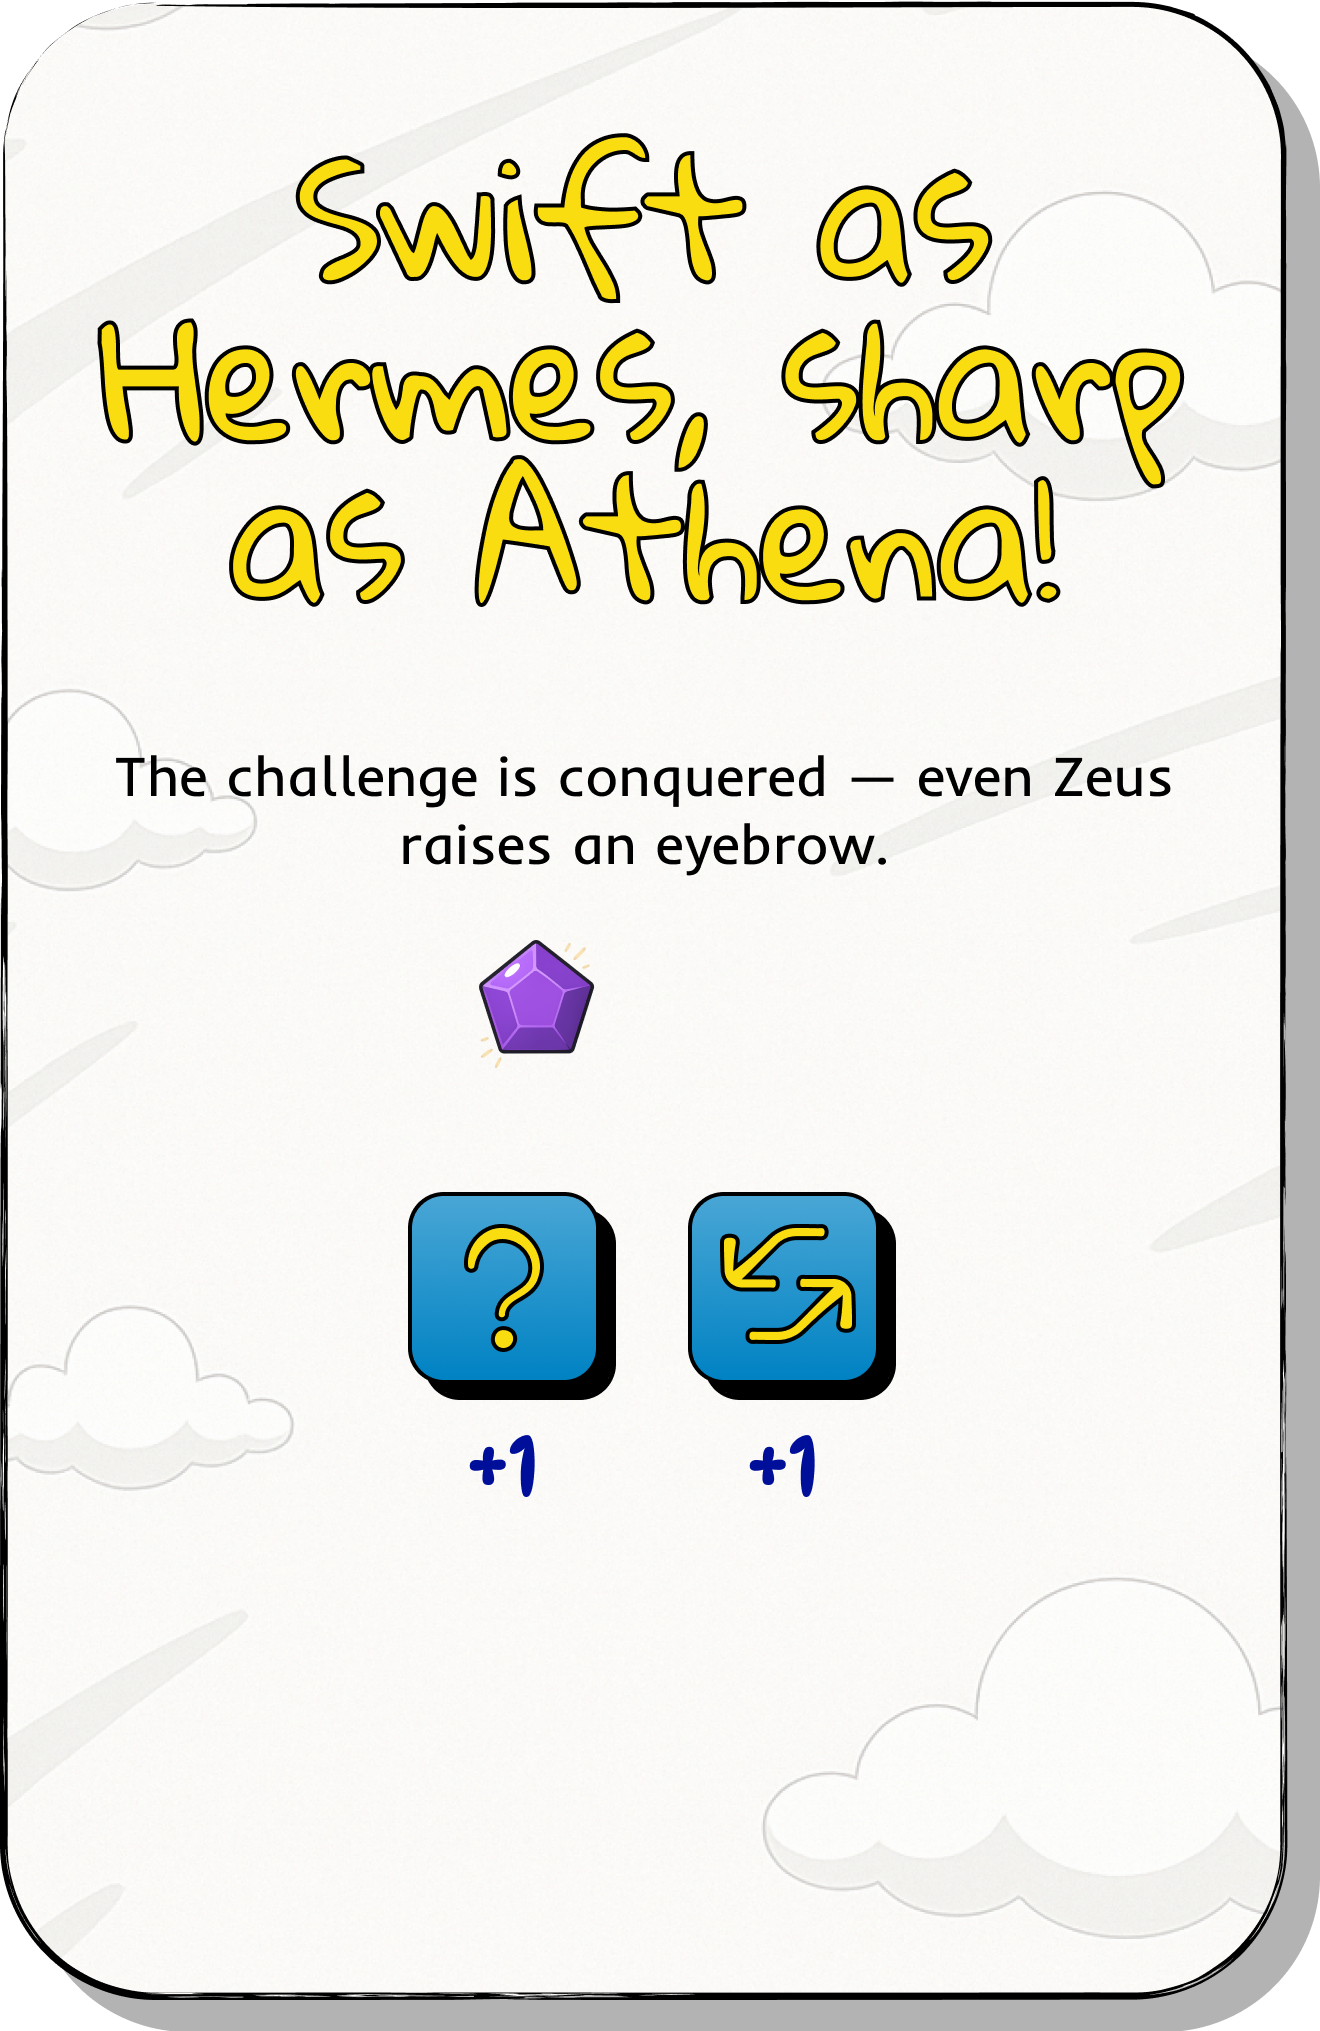 Swift as
Hermes, sharp
as Athena!
The challenge is conquered — even Zeus
raises an eyebrow.
?
+1 +1